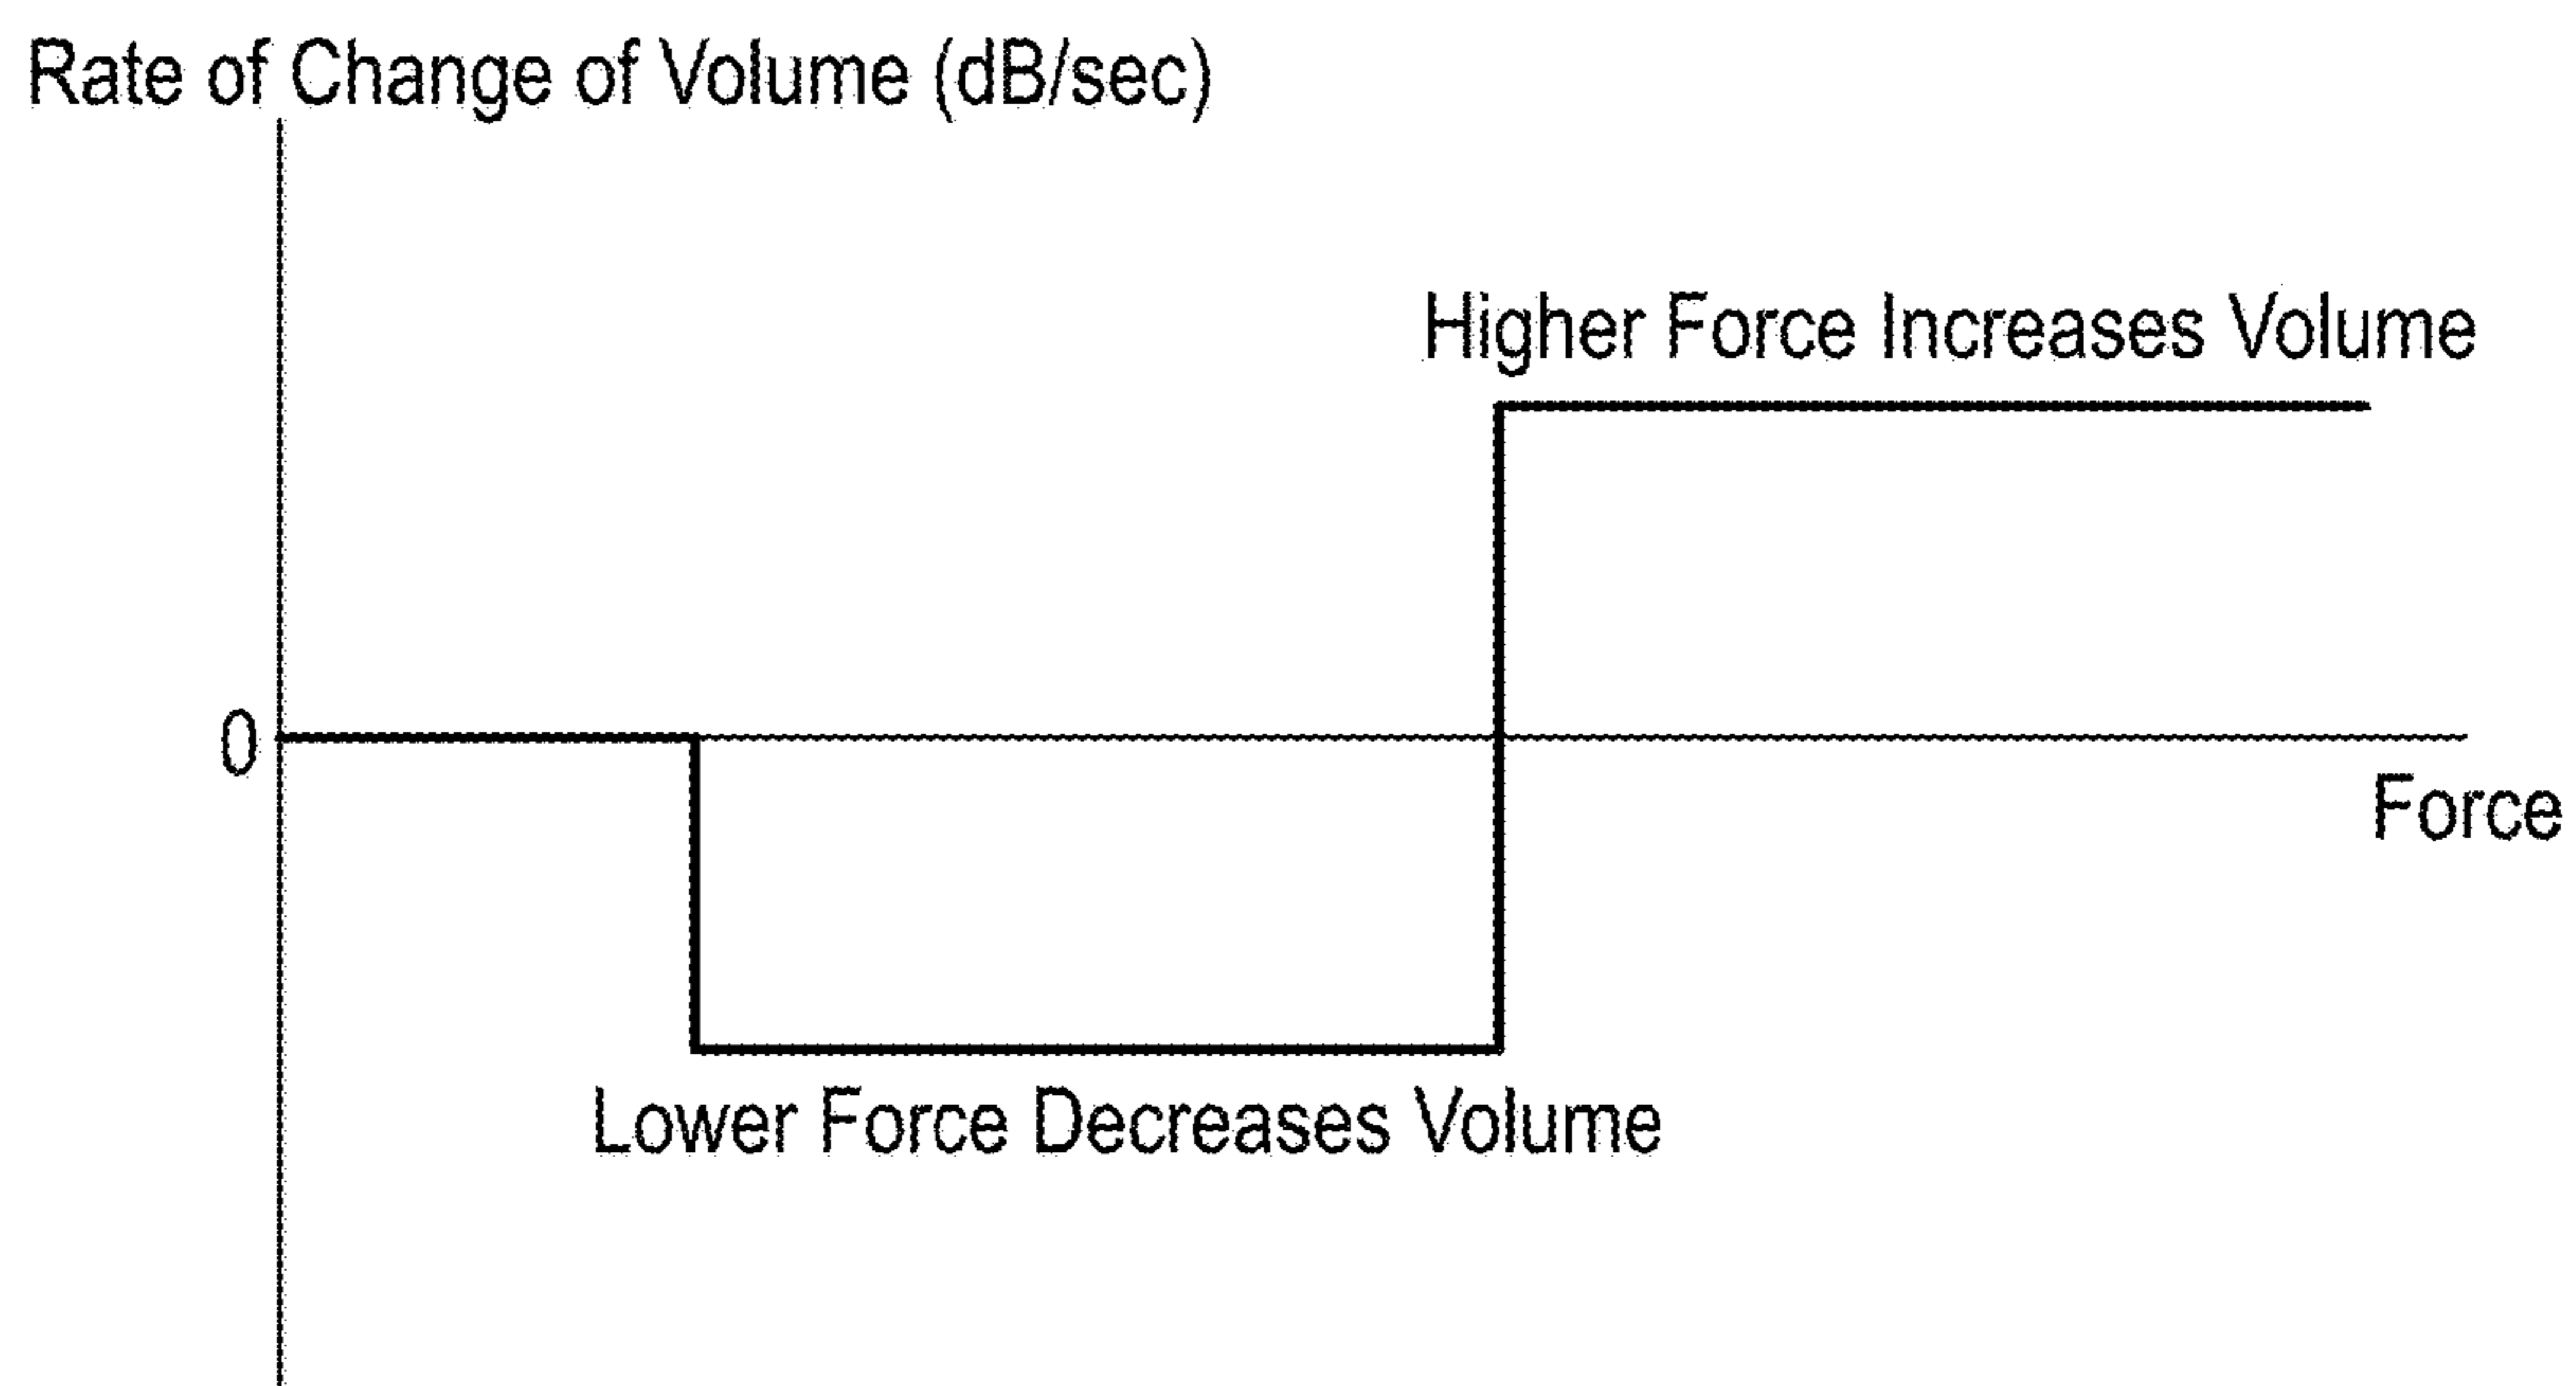 Rate of Change of Volume (dB/sec)
Higher Force Increases Volume
0
Force
Lower Force Decreases Volume